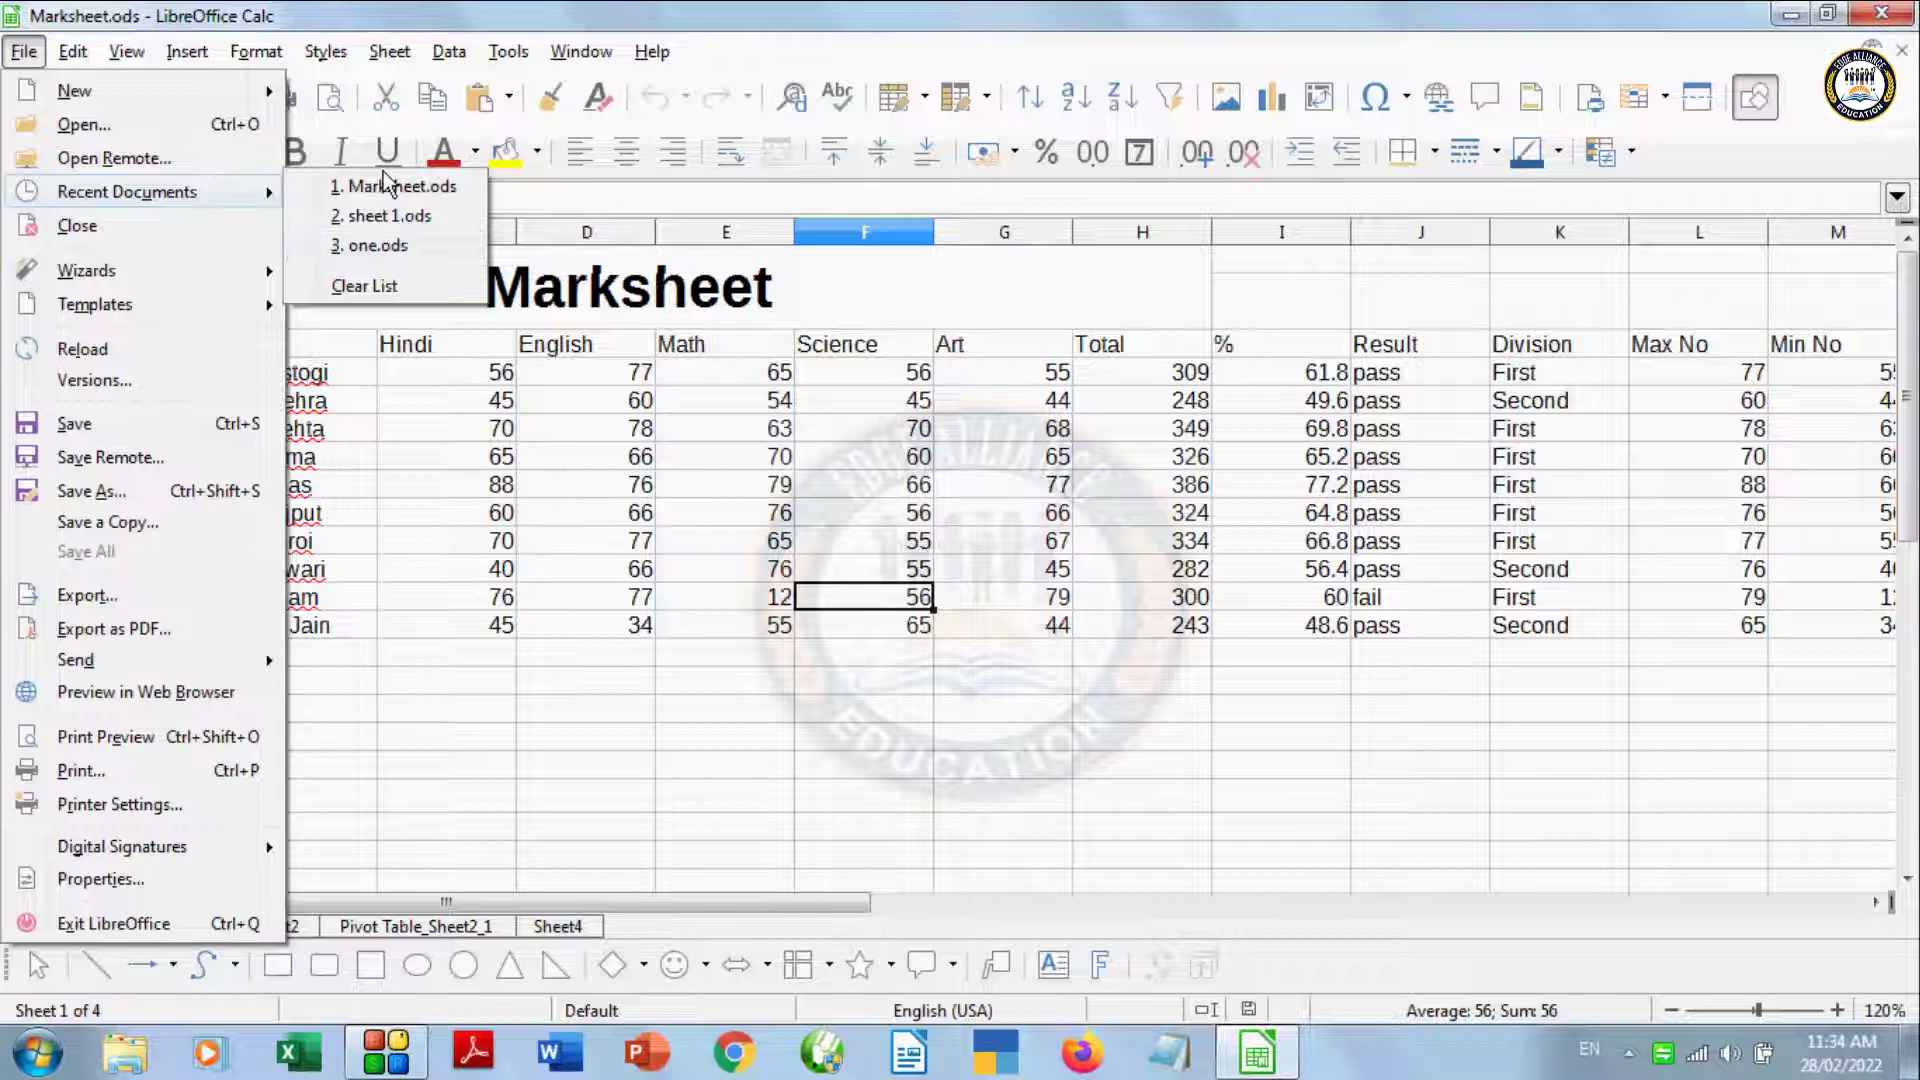 Marksheet.ods - LibreOffice Calc
File Edit View Insert Format Styles Sheet Data Tools Window Help
New
Open... Ctrl+O
Open Remote...
Recent Documents
Close
Wizards
Templates
Reload
Versions...
Save Ctrl+S
Save Remote...
Save As... Ctrl+Shift+S
Save a Copy...
Save All
Export...
Export as PDF...
Send
Preview in Web Browser
Print Preview Ctrl+Shift+O
Print... Ctrl+P
Printer Settings...
Digital Signatures
Properties...
Exit LibreOffice Ctrl+Q
1. Marksheet.ods
2. sheet 1.ods
3. one.ods
Clear List
EDGE ALLIANCE
EDUCATION
D E F G H I J K L M
Marksheet
Hindi English Math Science Art Total % Result Division Max No Min No
stogi 56 77 65 56 55 309 61.8 pass First 77
ehra 45 60 54 45 44 248 49.6 pass Second 60
ehta 70 78 63 70 68 349 69.8 pass First 78
ma 65 66 70 60 65 326 65.2 pass First 70
as 88 76 79 66 77 386 77.2 pass First 88
put 60 66 76 56 66 324 64.8 pass First 76
roi 70 77 65 55 67 334 66.8 pass First 77
wari 40 66 76 55 45 282 56.4 pass Second 76
am 76 77 12 56 79 300 60 fail First 79
Jain 45 34 55 65 44 243 48.6 pass Second 65
EDGE ALLIANCE
EDUCATION
Pivot Table_Sheet2_1 Sheet4
Sheet 1 of 4 Default English (USA) Average: 56; Sum: 56 120%
EN 11:34 AM
28/02/2022